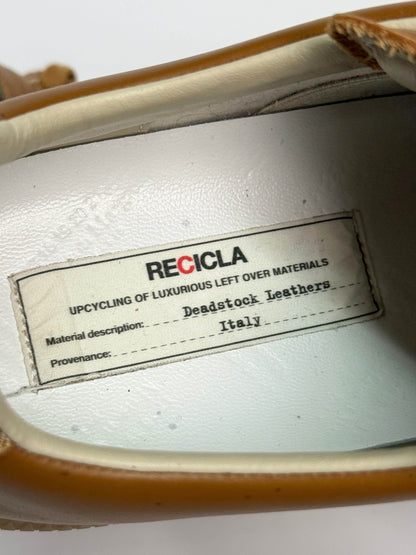 RECICLA
UPCYCLING OF LUXURIOUS LEFT OVER MATERIALS
Material description: Deadstock Leathers
Provenance: Italy